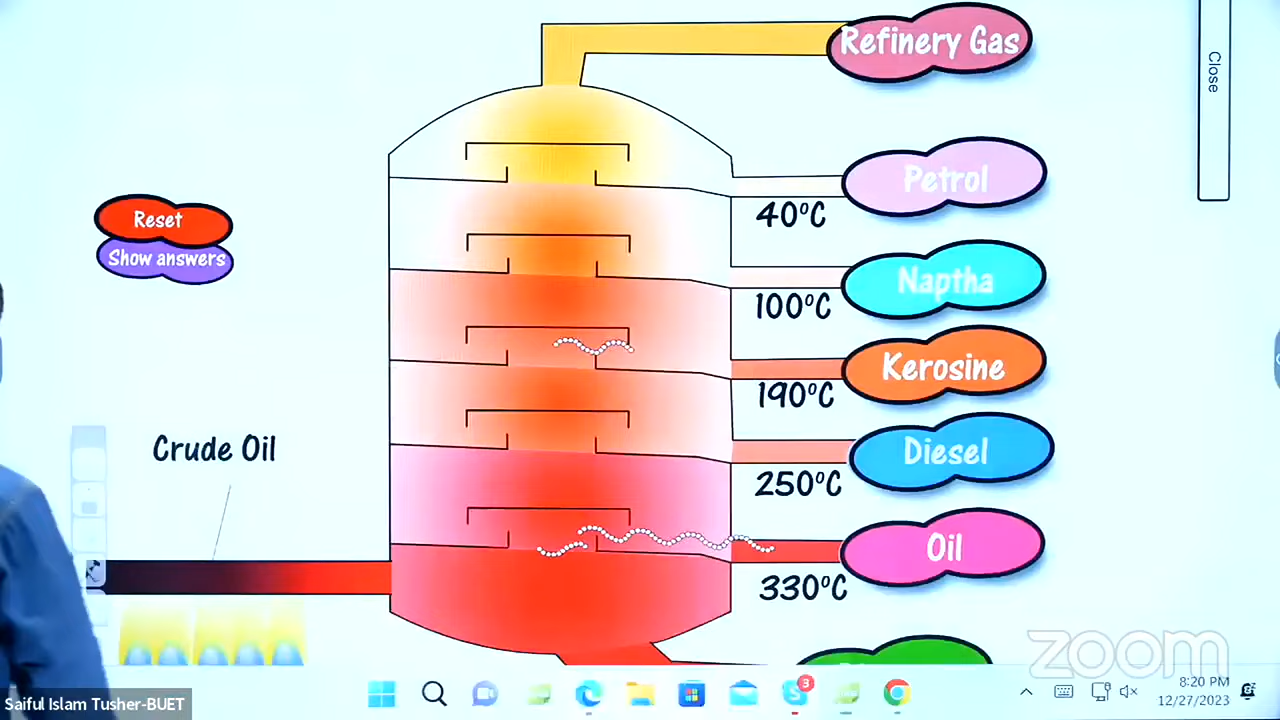 Refinery Gas
Close
Petrol
40°C
Reset
Show answers
Naptha
100°C
Kerosine
190°C
Crude Oil
Diesel
250°C
Oil
330°C
zoom
Saiful Islam Tusher-BUET
3
8:20 PM
12/27/2023